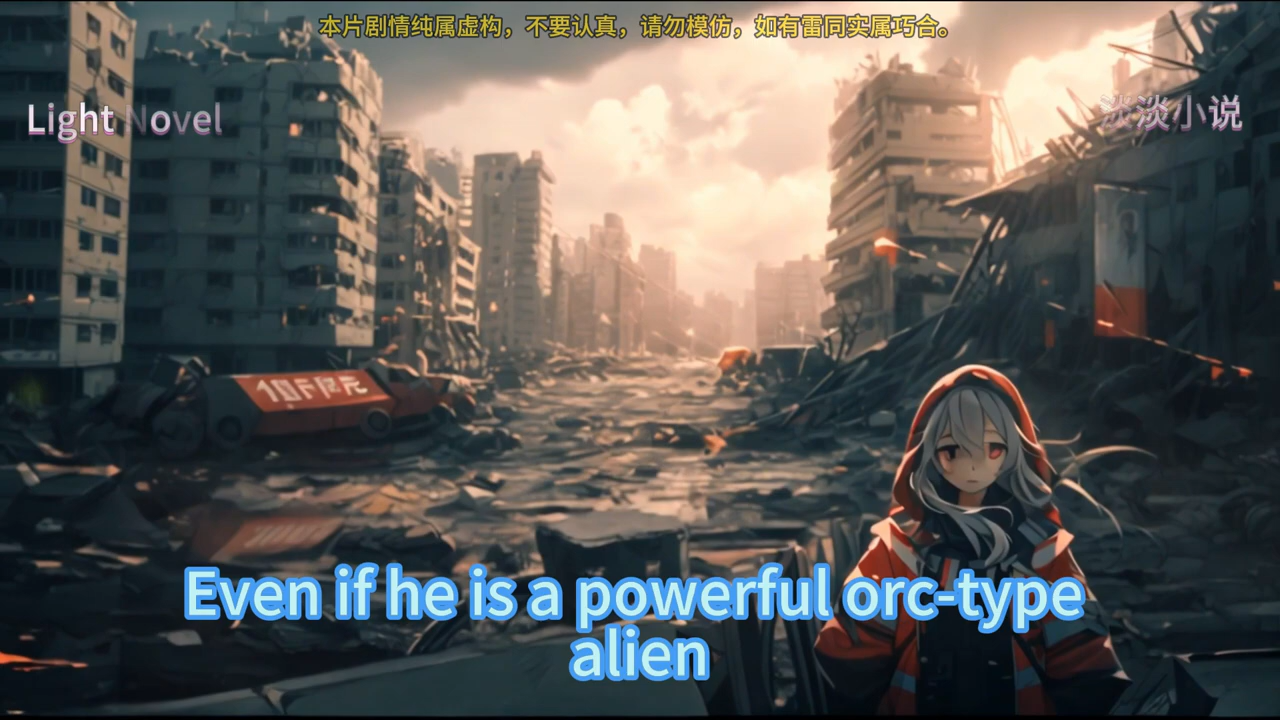 本片剧情纯属虚构，不要认真，请勿模仿，如有雷同实属巧合。
Light Novel
淡淡小说
Even if he is a powerful orc-type
alien